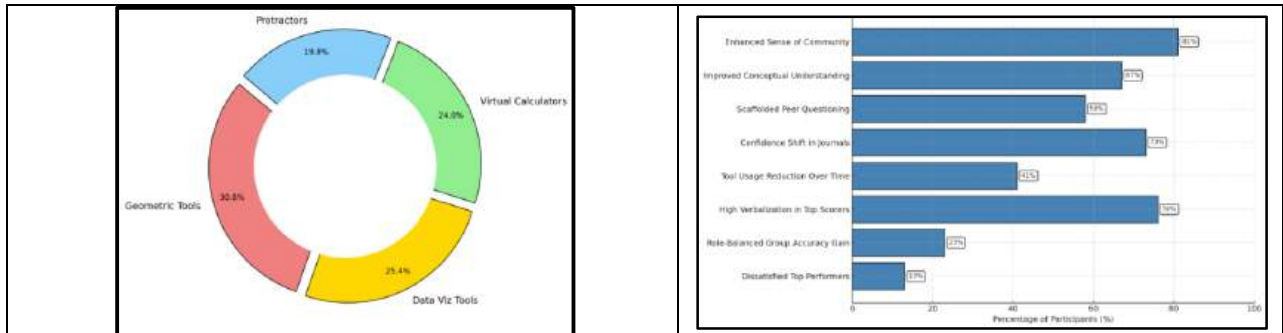 Protractors
19.8%
Virtual Calculators
24.0%
Geometric Tools
30.8%
25.4%
Data Viz Tools
Enhanced Sense of Community
81%
Improved Conceptual Understanding
67%
Scaffolded Peer Questioning
58%
Confidence Shift in Journals
73%
Tool Usage Reduction Over Time
41%
High Verbalization in Top Scorers
76%
Role-Balanced Group Accuracy Gain
23%
Dissatisfied Top Performers
13%
0 20 40 60 80 100
Percentage of Participants (%)